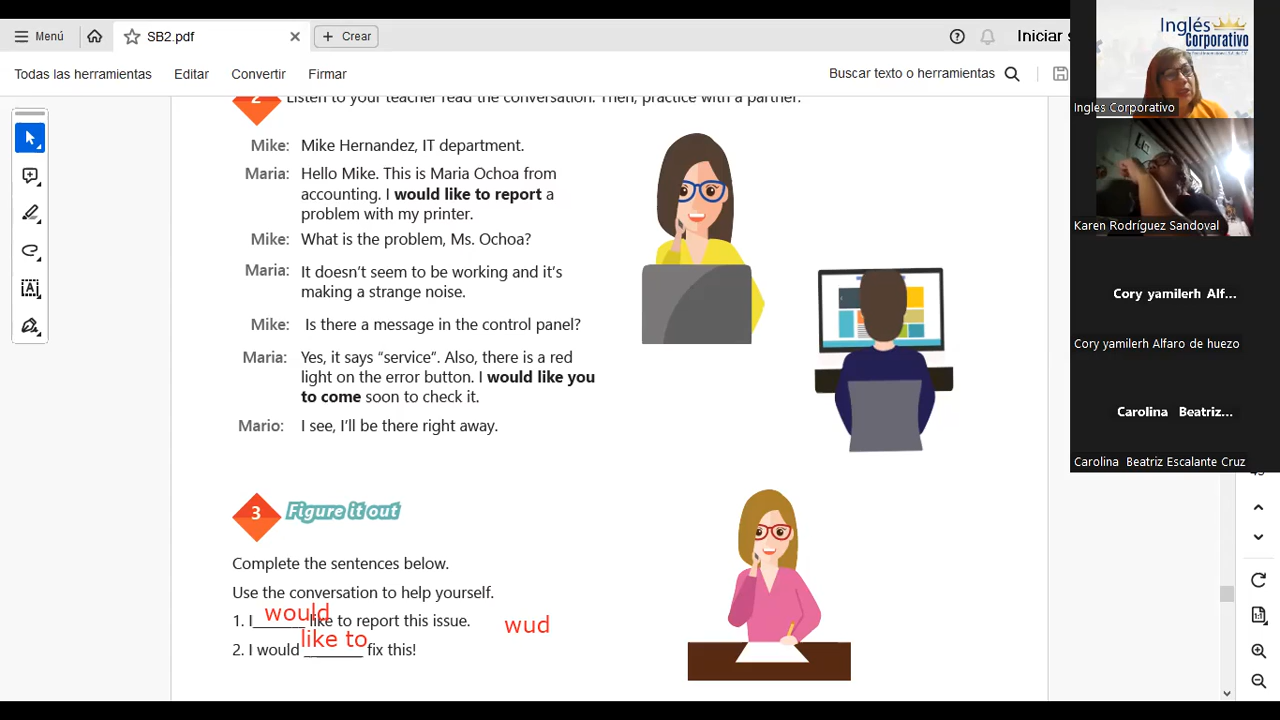 Menú
SB2.pdf
Crear
Iniciar s
Todas las herramientas
Editar
Convertir
Firmar
Buscar texto o herramientas
2 Listen to your teacher read the conversation. Then, practice with a partner.
Mike: Mike Hernandez, IT department.
Maria: Hello Mike. This is Maria Ochoa from
accounting. I would like to report a
problem with my printer.
Mike: What is the problem, Ms. Ochoa?
Maria: It doesn't seem to be working and it's
making a strange noise.
Mike: Is there a message in the control panel?
Maria: Yes, it says “service”. Also, there is a red
light on the error button. I would like you
to come soon to check it.
Mario: I see, I'll be there right away.
3 Figure it out
Complete the sentences below.
Use the conversation to help yourself.
would
1. I______ like to report this issue.
wud
like to
2. I would _______ fix this!
Inglés
Corporativo
Ingles Corporativo
Karen Rodríguez Sandoval
Cory yamilerh Alf...
Cory yamilerh Alfaro de huezo
Carolina Beatriz...
Carolina Beatriz Escalante Cruz